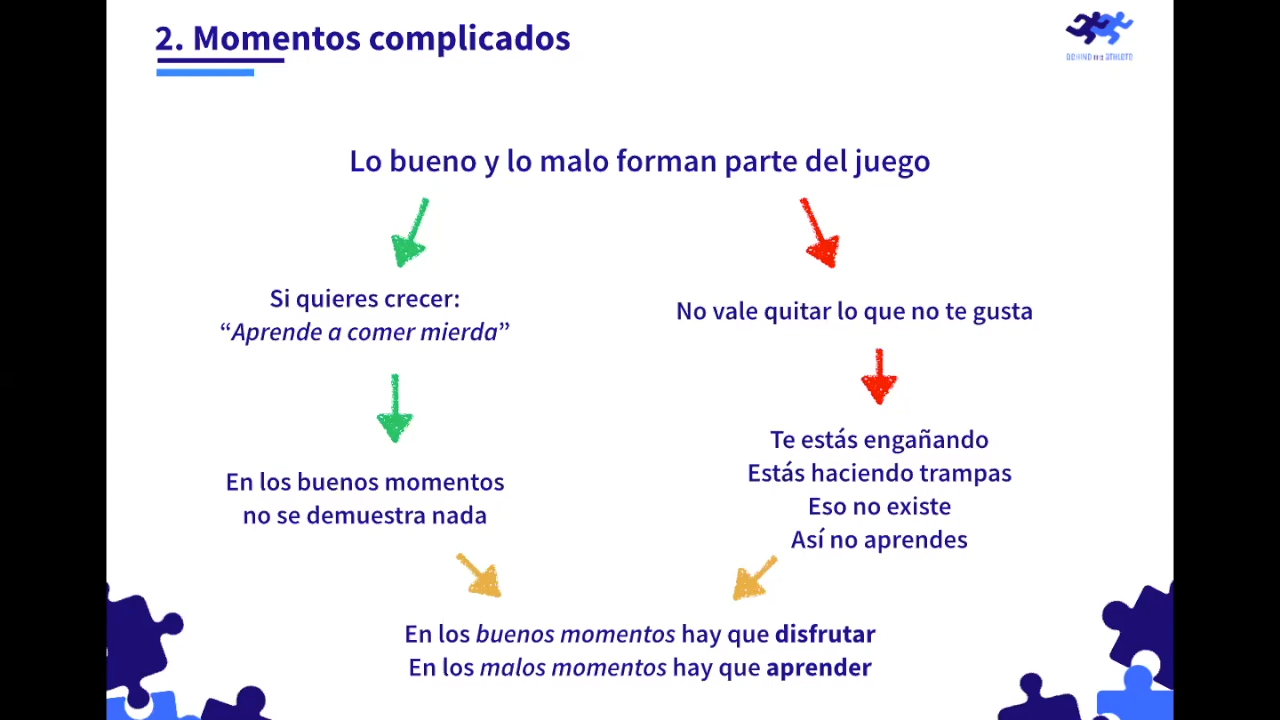 2. Momentos complicados
BEHIND THE ATHLETE
Lo bueno y lo malo forman parte del juego
Si quieres crecer:
“Aprende a comer mierda”
No vale quitar lo que no te gusta
En los buenos momentos
no se demuestra nada
Te estás engañando
Estás haciendo trampas
Eso no existe
Así no aprendes
En los buenos momentos hay que disfrutar
En los malos momentos hay que aprender